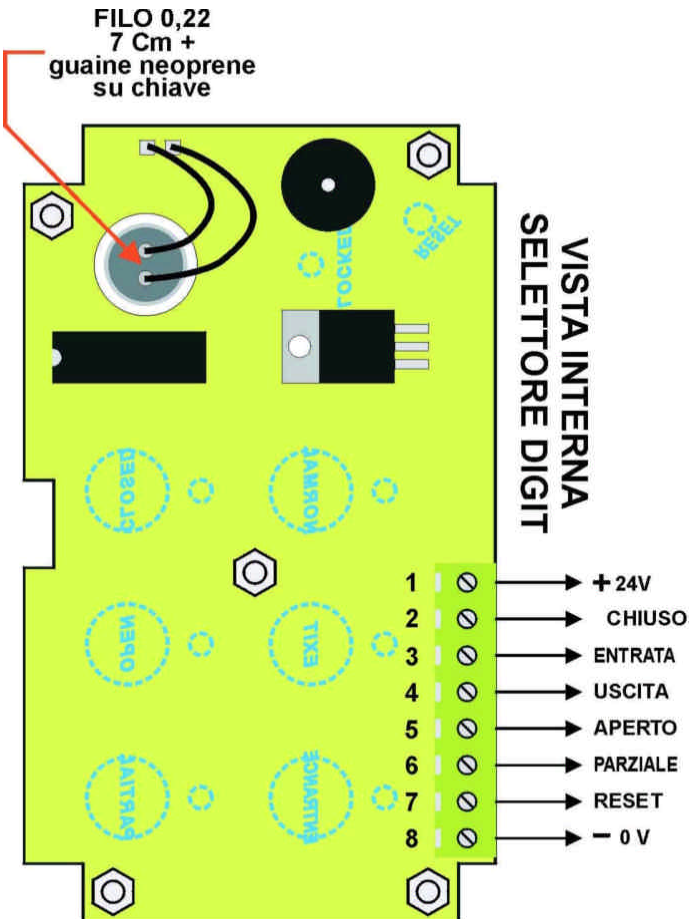 FILO 0,22
7 Cm +
guaine neoprene
su chiave
RESET
LOCKED
VISTA INTERNA
SELETTORE DIGIT
CLOSED
NORMAL
OPEN
EXIT
PARTIAL
ENTRANCE
1 + 24V
2 CHIUSO
3 ENTRATA
4 USCITA
5 APERTO
6 PARZIALE
7 RESET
8 – 0 V